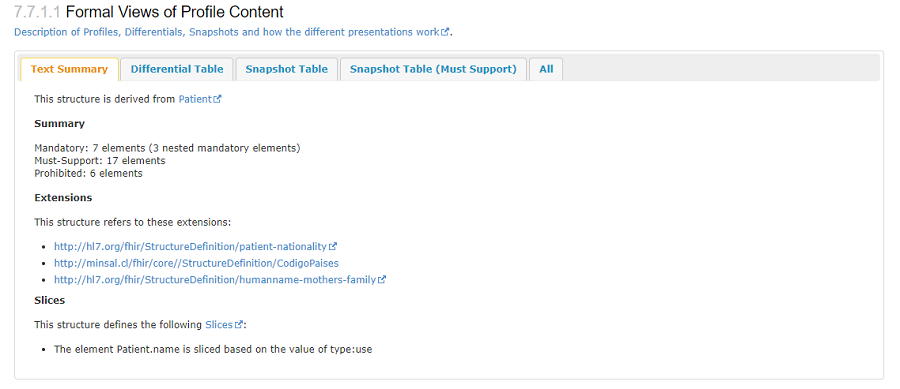 7.7.1.1 Formal Views of Profile Content
Description of Profiles, Differentials, Snapshots and how the different presentations work.
Text Summary Differential Table Snapshot Table Snapshot Table (Must Support) All
This structure is derived from Patient
Summary
Mandatory: 7 elements (3 nested mandatory elements)
Must-Support: 17 elements
Prohibited: 6 elements
Extensions
This structure refers to these extensions:
http://hl7.org/fhir/StructureDefinition/patient-nationality
http://minsal.cl/fhir/core//StructureDefinition/CodigoPaises
http://hl7.org/fhir/StructureDefinition/humanname-mothers-family
Slices
This structure defines the following Slices:
The element Patient.name is sliced based on the value of type:use